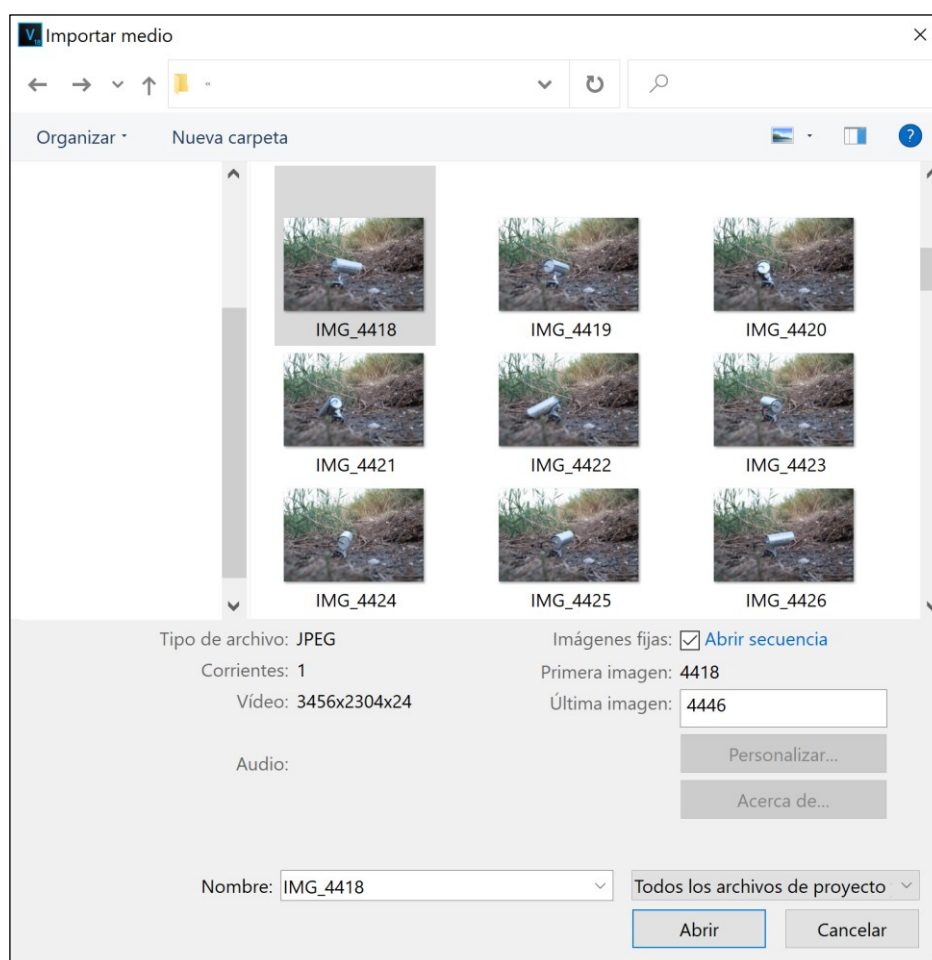 Importar medio
Organizar
Nueva carpeta
IMG_4418
IMG_4419
IMG_4420
IMG_4421
IMG_4422
IMG_4423
IMG_4424
IMG_4425
IMG_4426
Tipo de archivo: JPEG
Imágenes fijas: Abrir secuencia
Corrientes: 1
Primera imagen: 4418
Vídeo: 3456x2304x24
Última imagen: 4446
Audio:
Personalizar...
Acerca de...
Nombre: IMG_4418
Todos los archivos de proyecto
Abrir
Cancelar